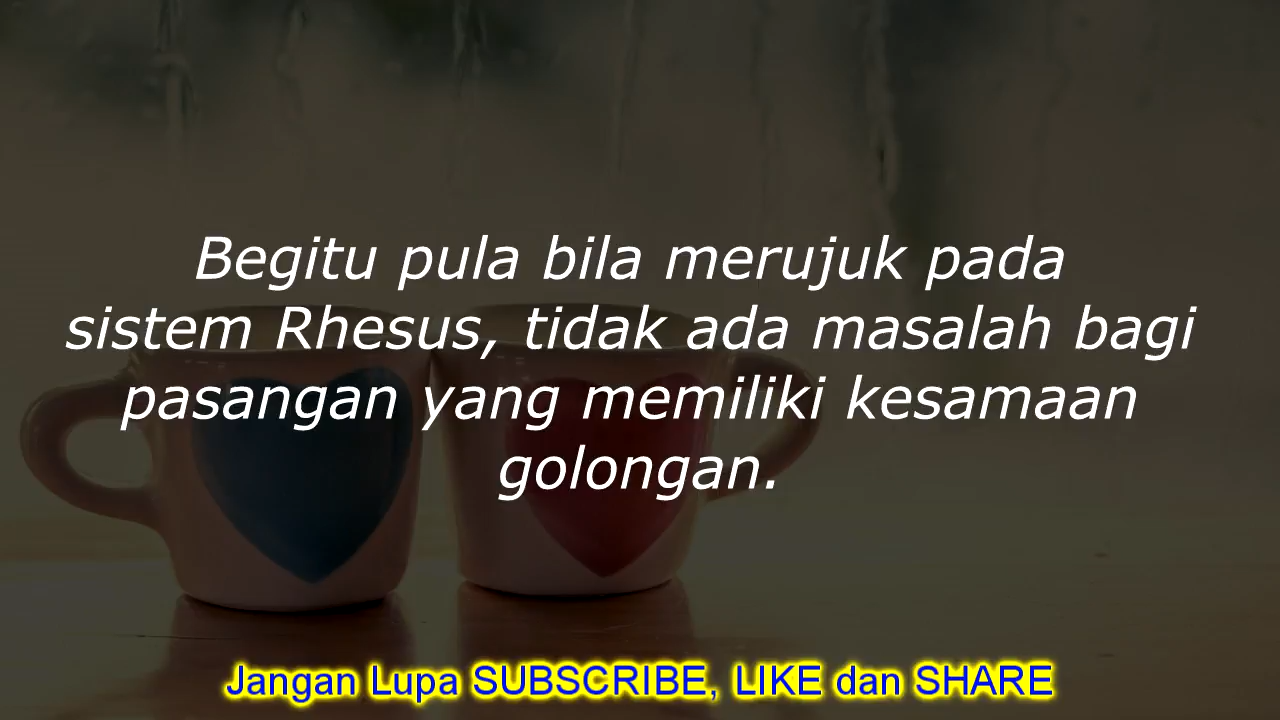 Begitu pula bila merujuk pada
sistem Rhesus, tidak ada masalah bagi
pasangan yang memiliki kesamaan
golongan.
Jangan Lupa SUBSCRIBE, LIKE dan SHARE